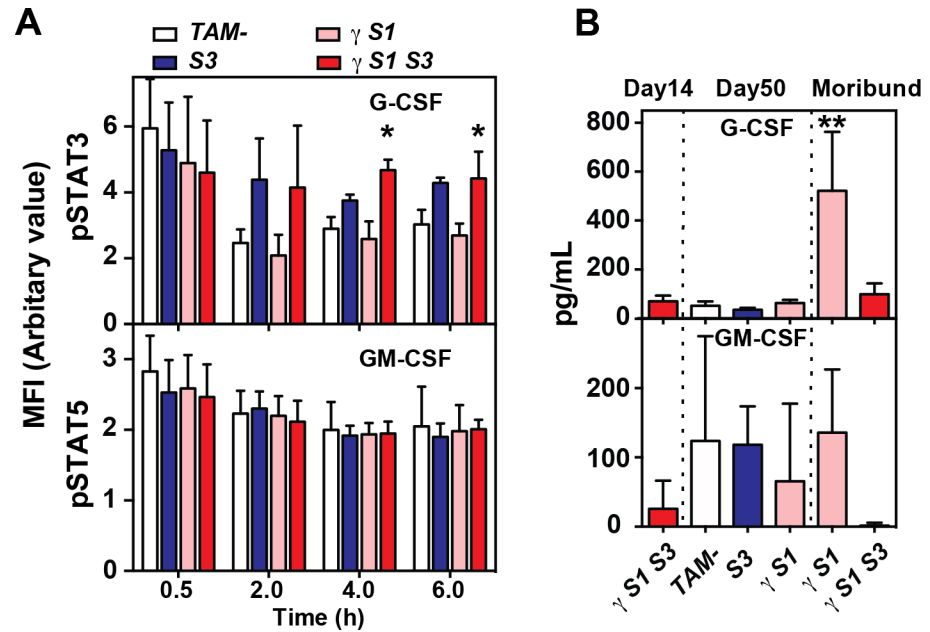 A
TAM-
γ S1
S3
γ S1 S3
G-CSF
*
*
6
4
2
0
pSTAT3
MFI (Arbitary value)
GM-CSF
3
2
1
0
pSTAT5
0.5
2.0
4.0
6.0
Time (h)
B
Day14
Day50
Moribund
G-CSF
**
800
600
400
200
0
pg/mL
GM-CSF
200
100
0
γ S1 S3
TAM-
S3
γ S1
γ S1
γ S1 S3